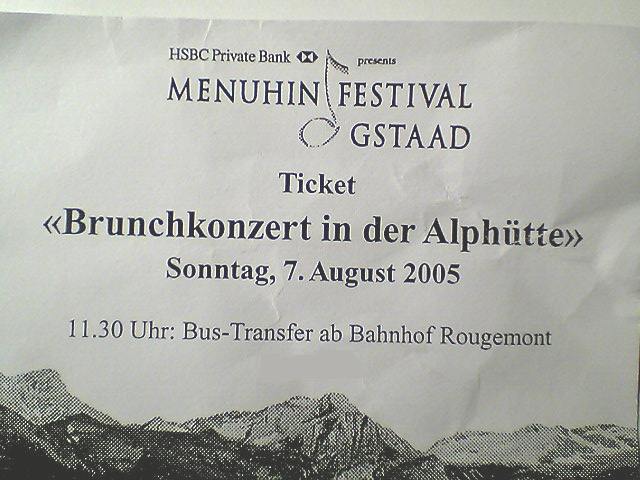 HSBC Private Bank presents
MENUHIN FESTIVAL
GSTAAD
Ticket
«Brunchkonzert in der Alphütte»
Sonntag, 7. August 2005
11.30 Uhr: Bus-Transfer ab Bahnhof Rougemont